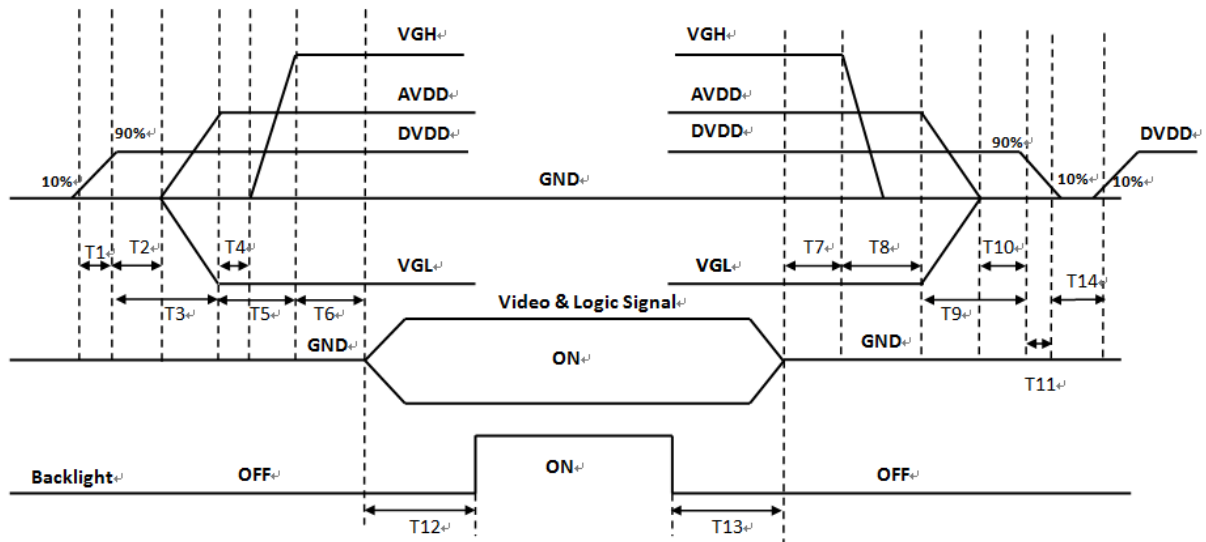 VGH VGH
AVDD AVDD
90% DVDD DVDD 90% DVDD
10% GND 10% 10%
T1 T2 T4 T7 T8 T10
VGL VGL
T3 T5 T6 Video & Logic Signal T9 T14
GND ON GND
T11
Backlight OFF ON OFF
T12 T13